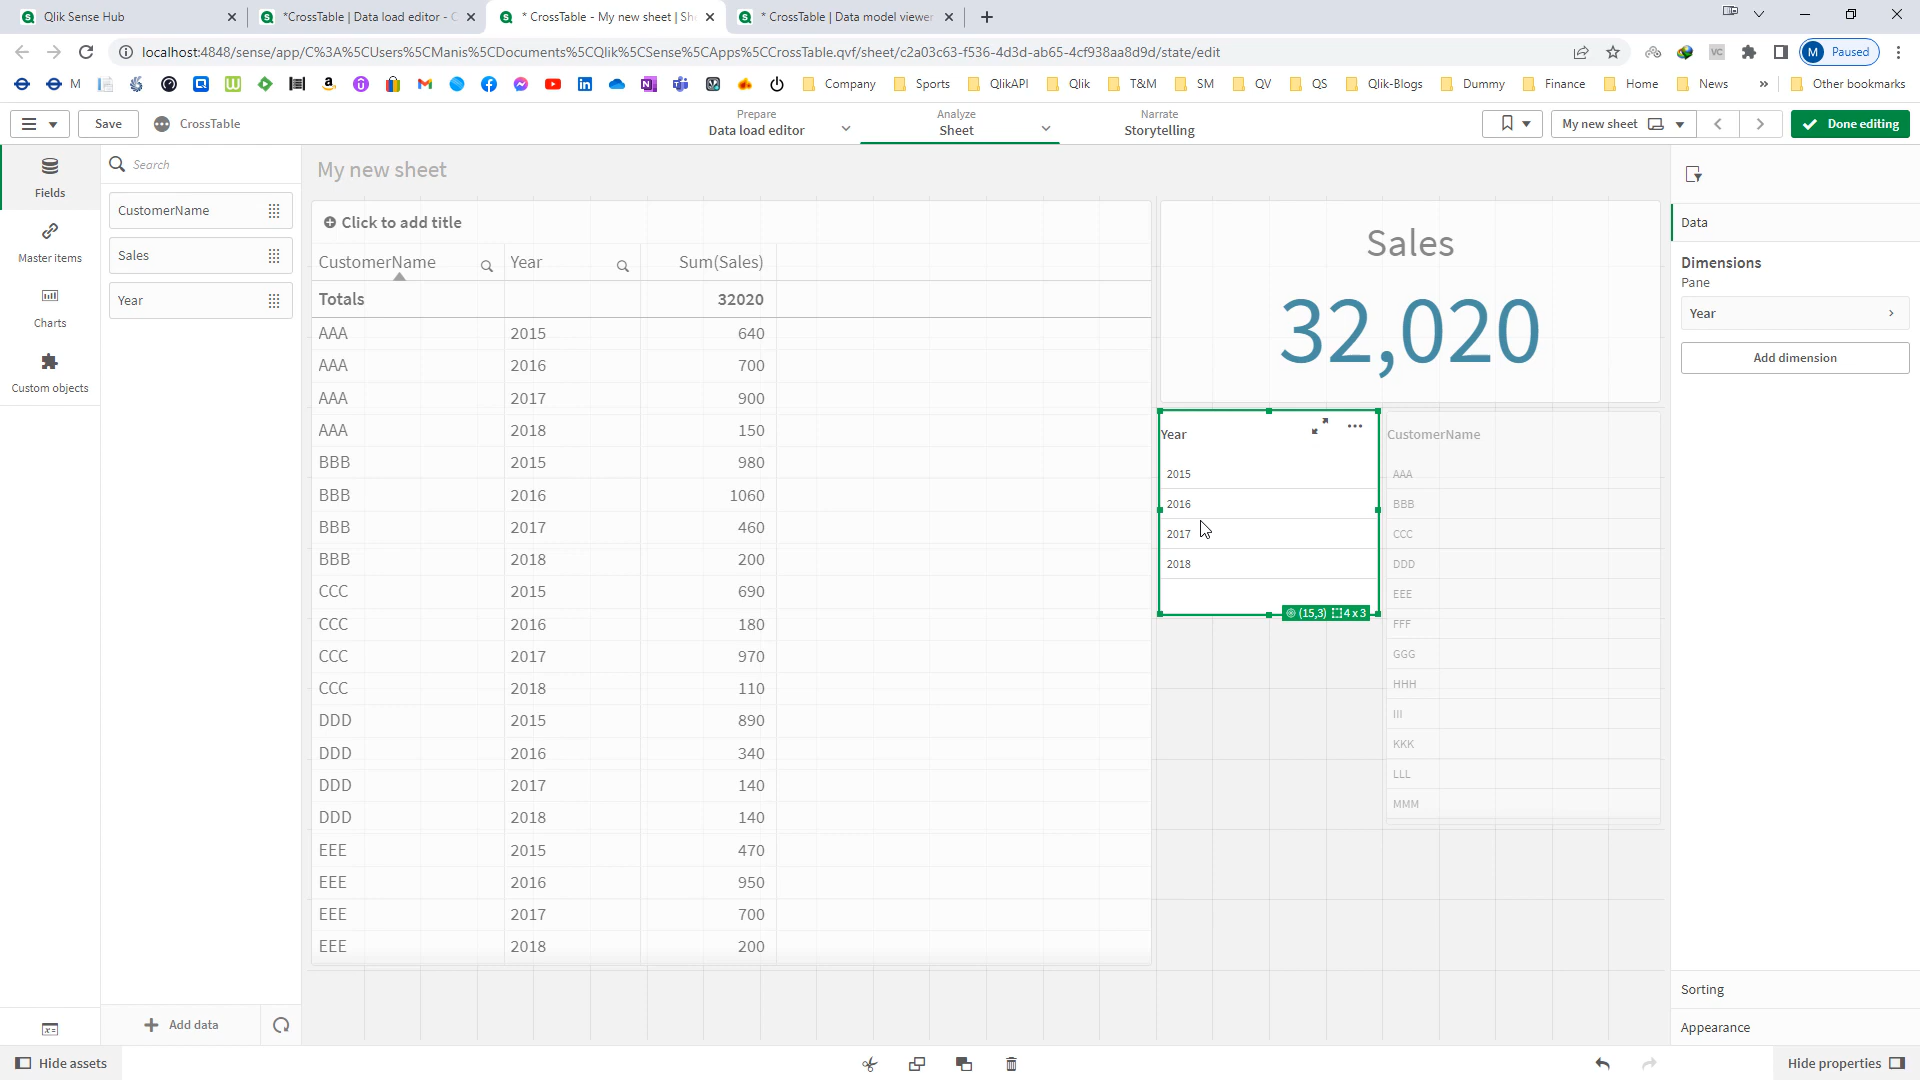 Qlik Sense Hub
*CrossTable | Data load editor - C
* CrossTable - My new sheet | Sh
* CrossTable | Data model viewer
localhost:4848/sense/app/C%3A%5CUsers%5CManis%5CDocuments%5CQlik%5CSense%5CApps%5CCrossTable.qvf/sheet/c2a03c63-f536-4d3d-ab65-4cf938aa8d9d/state/edit
M Paused
M
Company
Sports
QlikAPI
Qlik
T&M
SM
QV
QS
Qlik-Blogs
Dummy
Finance
Home
News
»
Other bookmarks
Save
CrossTable
Prepare
Data load editor
Analyze
Sheet
Narrate
Storytelling
My new sheet
Done editing
Fields
Master items
Charts
Custom objects
Search
CustomerName
Sales
Year
My new sheet
Click to add title
CustomerName Year Sum(Sales)
Totals 32020
AAA 2015 640
AAA 2016 700
AAA 2017 900
AAA 2018 150
BBB 2015 980
BBB 2016 1060
BBB 2017 460
BBB 2018 200
CCC 2015 690
CCC 2016 180
CCC 2017 970
CCC 2018 110
DDD 2015 890
DDD 2016 340
DDD 2017 140
DDD 2018 140
EEE 2015 470
EEE 2016 950
EEE 2017 700
EEE 2018 200
Sales
32,020
Year
2015
2016
2017
2018
(15,3) 4 x 3
CustomerName
AAA
BBB
CCC
DDD
EEE
FFF
GGG
HHH
III
KKK
LLL
MMM
Data
Dimensions
Pane
Year
Add dimension
Sorting
Appearance
Add data
Hide assets
Hide properties